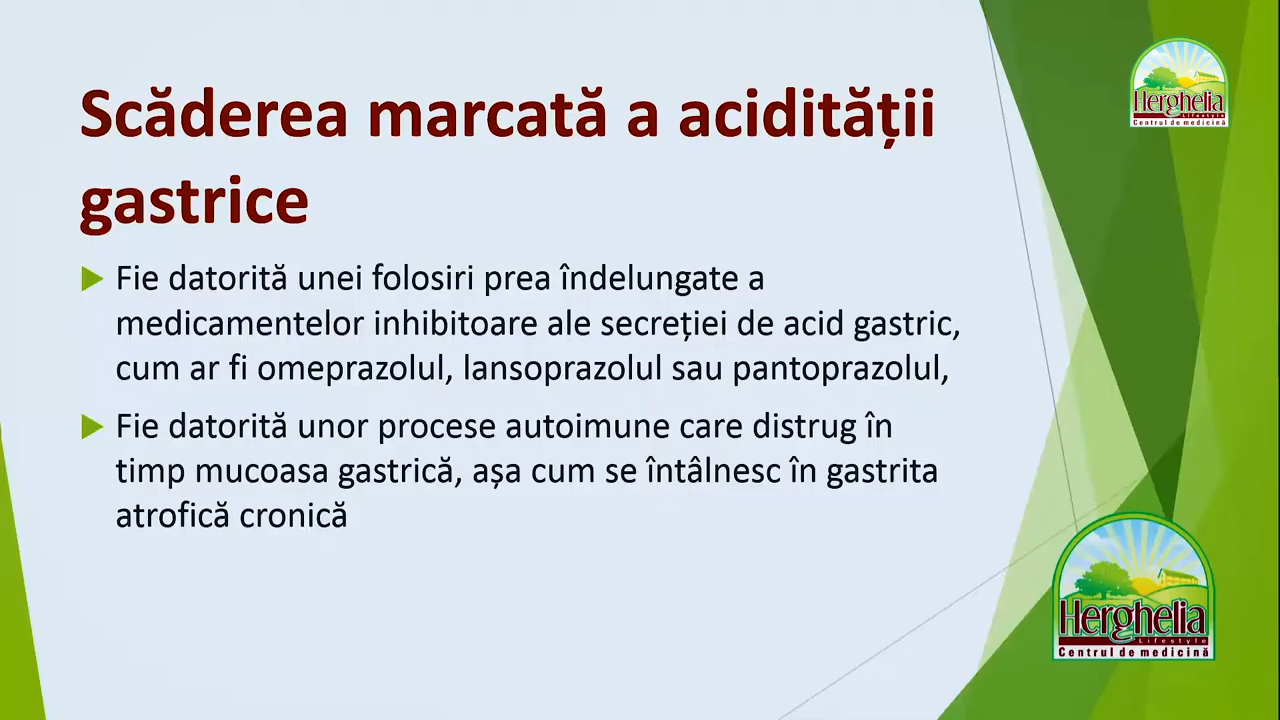 Scăderea marcată a acidității
gastrice
Fie datorită unei folosiri prea îndelungate a
medicamentelor inhibitoare ale secreției de acid gastric,
cum ar fi omeprazolul, lansoprazolul sau pantoprazolul,
Fie datorită unor procese autoimune care distrug în
timp mucoasa gastrică, așa cum se întâlnesc în gastrita
atrofică cronică
Herghelia
Lifestyle
Centrul de medicină
Herghelia
Lifestyle
Centrul de medicină